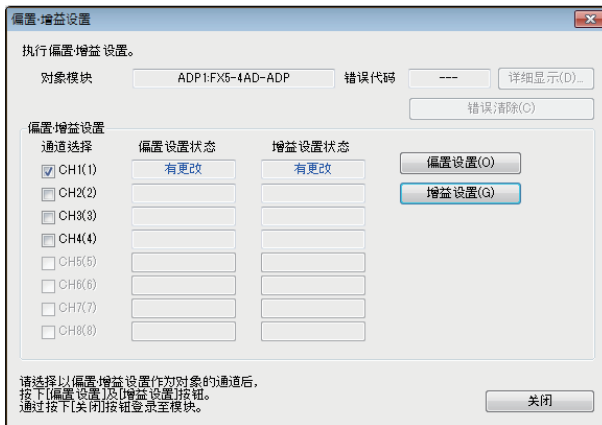 偏置·增益设置
执行偏置·增益设置。
对象模块 ADP1:FX5-4AD-ADP 错误代码 --- 详细显示(D)...
错误清除(C)
偏置·增益设置
通道选择 偏置设置状态 增益设置状态
CH1(1) 有更改 有更改 偏置设置(O)
CH2(2) 增益设置(G)
CH3(3)
CH4(4)
CH5(5)
CH6(6)
CH7(7)
CH8(8)
请选择以偏置·增益设置作为对象的通道后,
按下[偏置设置]及[增益设置]按钮。
通过按下[关闭]按钮登录至模块。
关闭